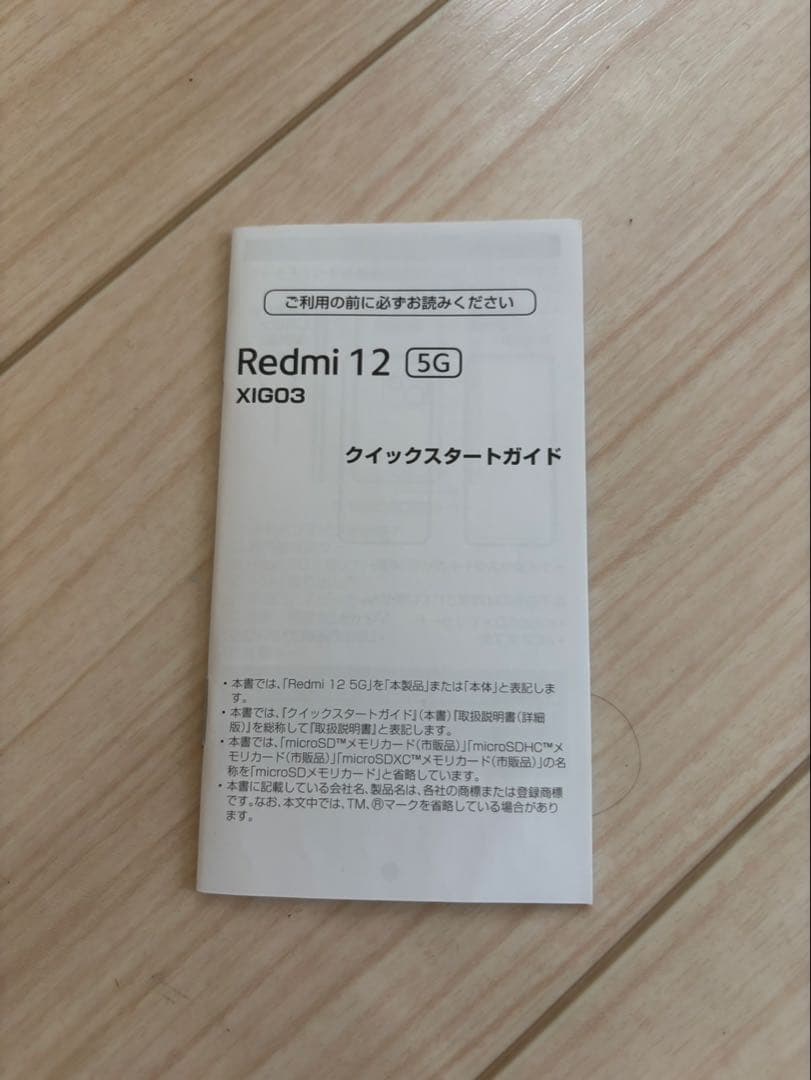 ご利用の前に必ずお読みください
Redmi 12 5G
XIG03
クイックスタートガイド
・本書では、「Redmi 12 5G」を「本製品」または「本体」と表記しま
す。
・本書では、『クイックスタートガイド』(本書)『取扱説明書(詳細
版)』を総称して『取扱説明書』と表記します。
・本書では、「microSD™メモリカード(市販品)」「microSDHC™メ
モリカード(市販品)」「microSDXC™メモリカード(市販品)」の名
称を「microSDメモリカード」と省略しています。
・本書に記載している会社名、製品名は、各社の商標または登録商標
です。なお、本文中では、TM、®マークを省略している場合があり
ます。